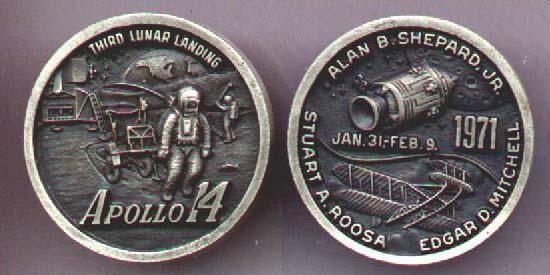 THIRD LUNAR LANDING
APOLLO 14
ALAN B. SHEPARD, JR.
JAN. 31-FEB. 9.
1971
STUART A. ROOSA
EDGAR D. MITCHELL